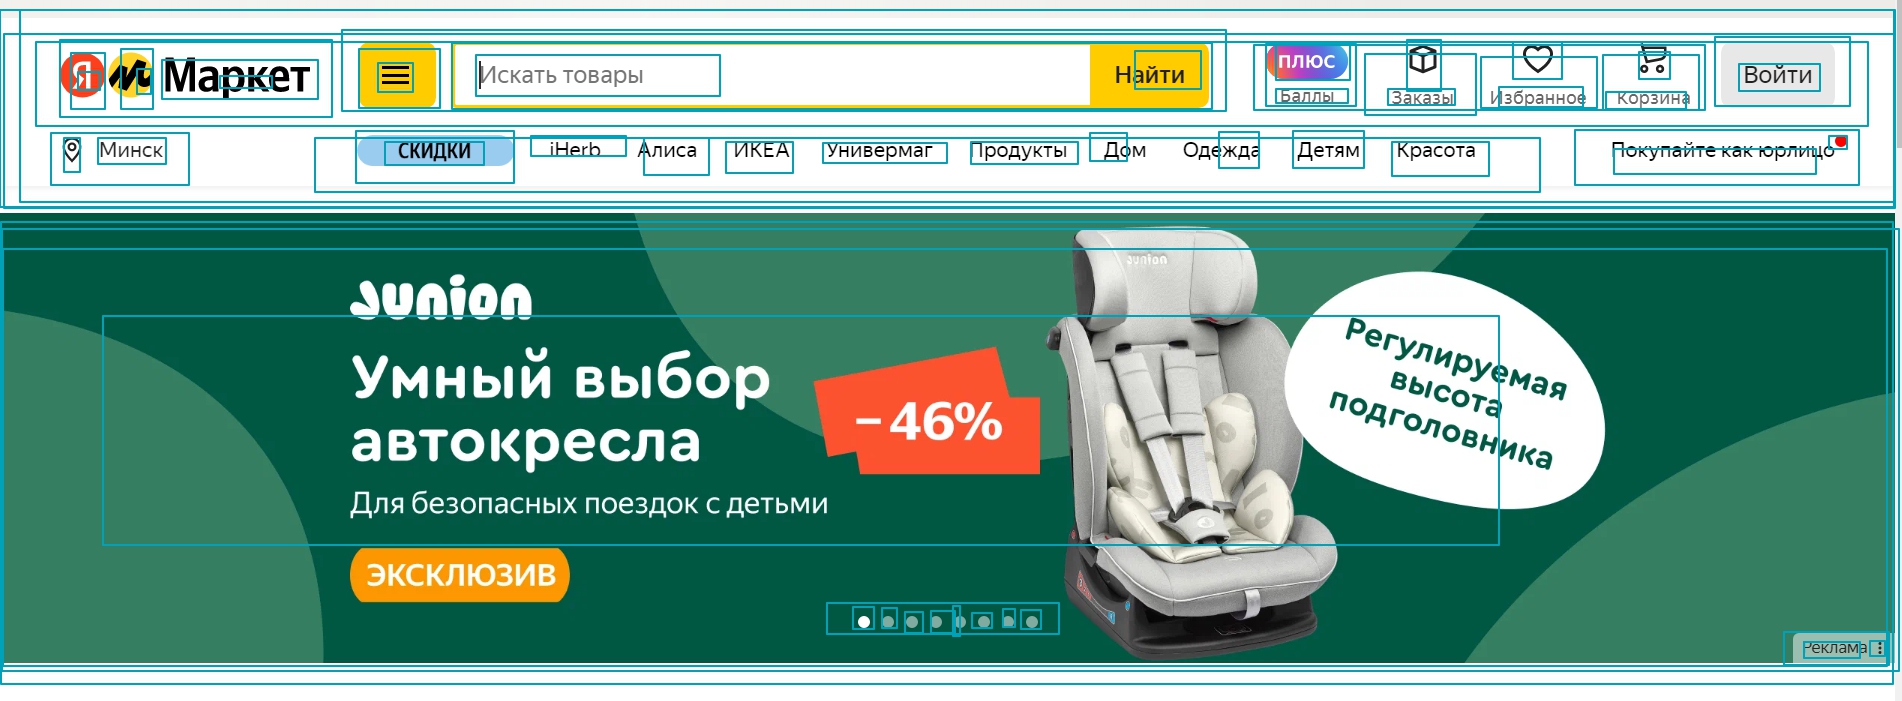 Я М Маркет
Искать товары
Найти
плюс
Баллы
Заказы
Избранное
Корзина
Войти
Минск
СКИДКИ
iHerb
Алиса
ИКЕА
Универмаг
Продукты
Дом
Одежда
Детям
Красота
Покупайте как юрлицо
Junion
Junion
Умный выбор
автокресла
Для безопасных поездок с детьми
ЭКСКЛЮЗИВ
−46%
Регулируемая
высота
подголовника
Реклама